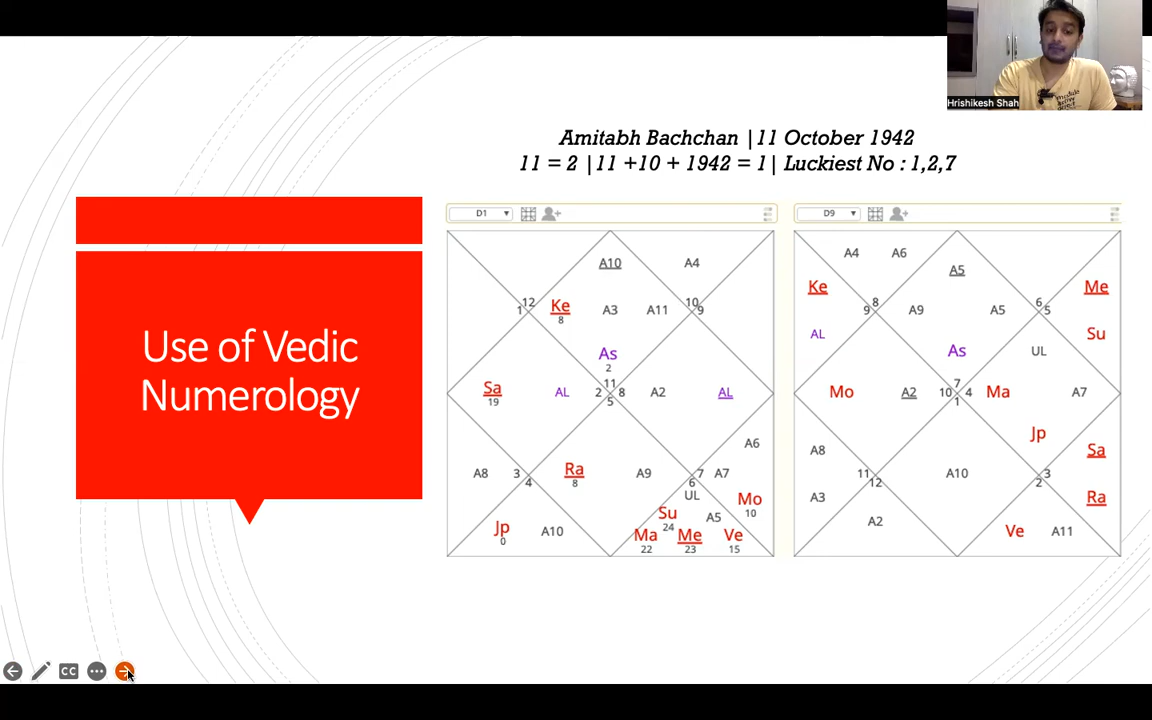 Hrishikesh Shah
Amitabh Bachchan |11 October 1942
11 = 2 |11 +10 + 1942 = 1| Luckiest No : 1,2,7
Use of Vedic
Numerology
D1
A10
A4
12
1
Ke
8
A3
A11
10
9
As
2
Sa
19
AL
11
2
8
5
A2
AL
A6
A8
3
4
Ra
8
A9
7
6
A7
UL
Mo
10
Su
24
A5
Jp
0
A10
Ma
22
Me
23
Ve
15
D9
A4
A6
A5
Ke
8
9
A9
A5
6
5
Me
AL
As
UL
Su
Mo
A2
7
10
4
1
Ma
A7
Jp
A8
Sa
11
12
A10
3
2
A3
Ra
A2
Ve
A11
CC